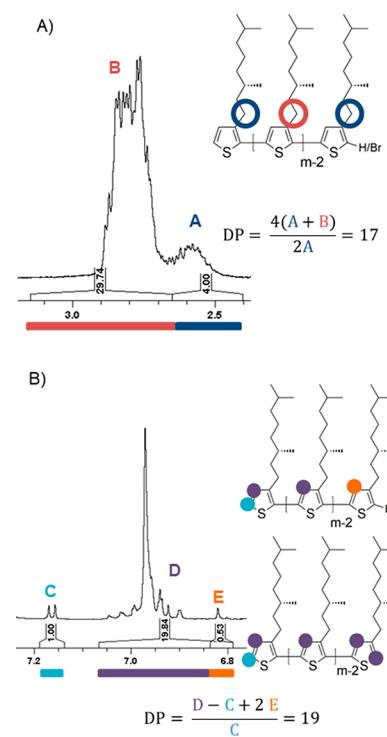 A)
B
A
S
S
S
H/Br
m-2
DP = 4(A + B) / 2A = 17
29.74
4.00
3.0
2.5
B)
C
D
E
S
S
S
m-2
1.00
19.84
0.53
7.2
7.0
6.8
S
S
S
m-2
DP = D − C + 2 E / C = 19